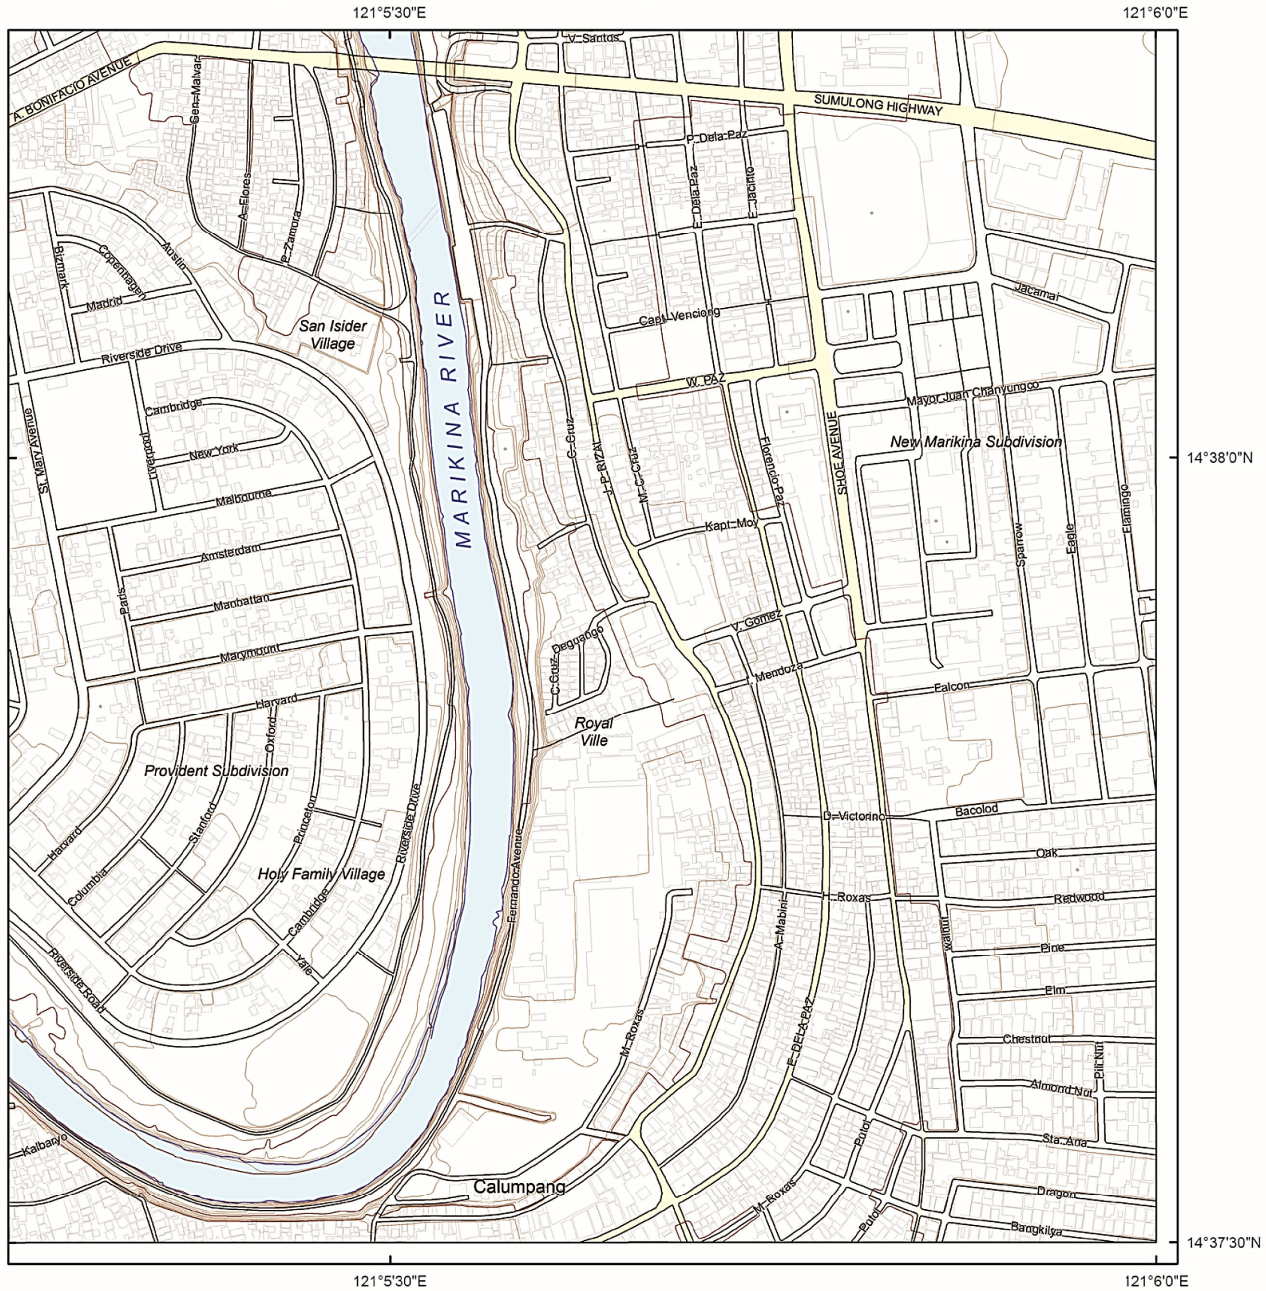 121°5'30"E
121°6'0"E
V. Santos
A. BONIFACIO AVENUE
Gen. Malvar
SUMULONG HIGHWAY
P. Dela Paz
E. Dela Paz
E. Jacinto
A. Flores
P. Zamora
Austin
Copenhagen
Bizmark
Madrid
San Isider
Village
MARIKINA RIVER
Capt. Venciong
Jacamal
Riverside Drive
W. PAZ
Mayor Juan Chanyungco
Cambridge
St. Mary Avenue
Liverpool
New York
C. Cruz
J. P. RIZAL
M. C. Cruz
Florencio Paz
SHOE AVENUE
New Marikina Subdivision
14°38'0"N
Melbourne
Kapt. Moy
Sparrow
Eagle
Flamingo
Amsterdam
Paris
Manhattan
V. Gomez
Deguango
Marymount
C.Cruz
Mendoza
Harvard
Falcon
Oxford
Royal
Ville
Provident Subdivision
Stanford
Princeton
Riverside Drive
Bacolod
D. Victorino
Harvard
Oak
Columbia
Holy Family Village
Fernando Avenue
H. Roxas
Redwood
Cambridge
A. Mabini
walnut
Pine
Yale
Riverside Road
Elm
E. DELA PAZ
M. Roxas
Chestnut
Pili Nut
Almond Nut
Kalbaryo
Putol
Sta. Ana
Calumpang
M. Roxas
Dragon
Putol
Bangkilya
14°37'30"N
121°5'30"E
121°6'0"E